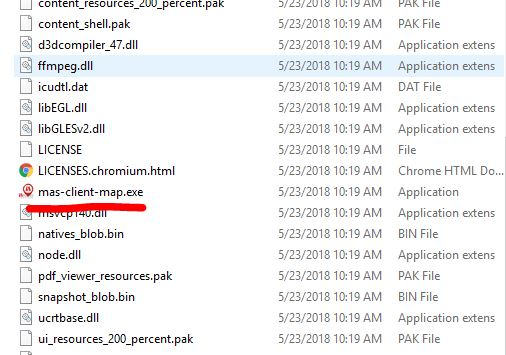 content_resources_200_percent.pak 5/23/2018 10:19 AM PAK File
content_shell.pak 5/23/2018 10:19 AM PAK File
d3dcompiler_47.dll 5/23/2018 10:19 AM Application extens
ffmpeg.dll 5/23/2018 10:19 AM Application extens
icudtl.dat 5/23/2018 10:19 AM DAT File
libEGL.dll 5/23/2018 10:19 AM Application extens
libGLESv2.dll 5/23/2018 10:19 AM Application extens
LICENSE 5/23/2018 10:19 AM File
LICENSES.chromium.html 5/23/2018 10:19 AM Chrome HTML Do...
mas-client-map.exe 5/23/2018 10:19 AM Application
msvcp140.dll 5/23/2018 10:19 AM Application extens
natives_blob.bin 5/23/2018 10:19 AM BIN File
node.dll 5/23/2018 10:19 AM Application extens
pdf_viewer_resources.pak 5/23/2018 10:19 AM PAK File
snapshot_blob.bin 5/23/2018 10:19 AM BIN File
ucrtbase.dll 5/23/2018 10:19 AM Application extens
ui_resources_200_percent.pak 5/23/2018 10:19 AM PAK File